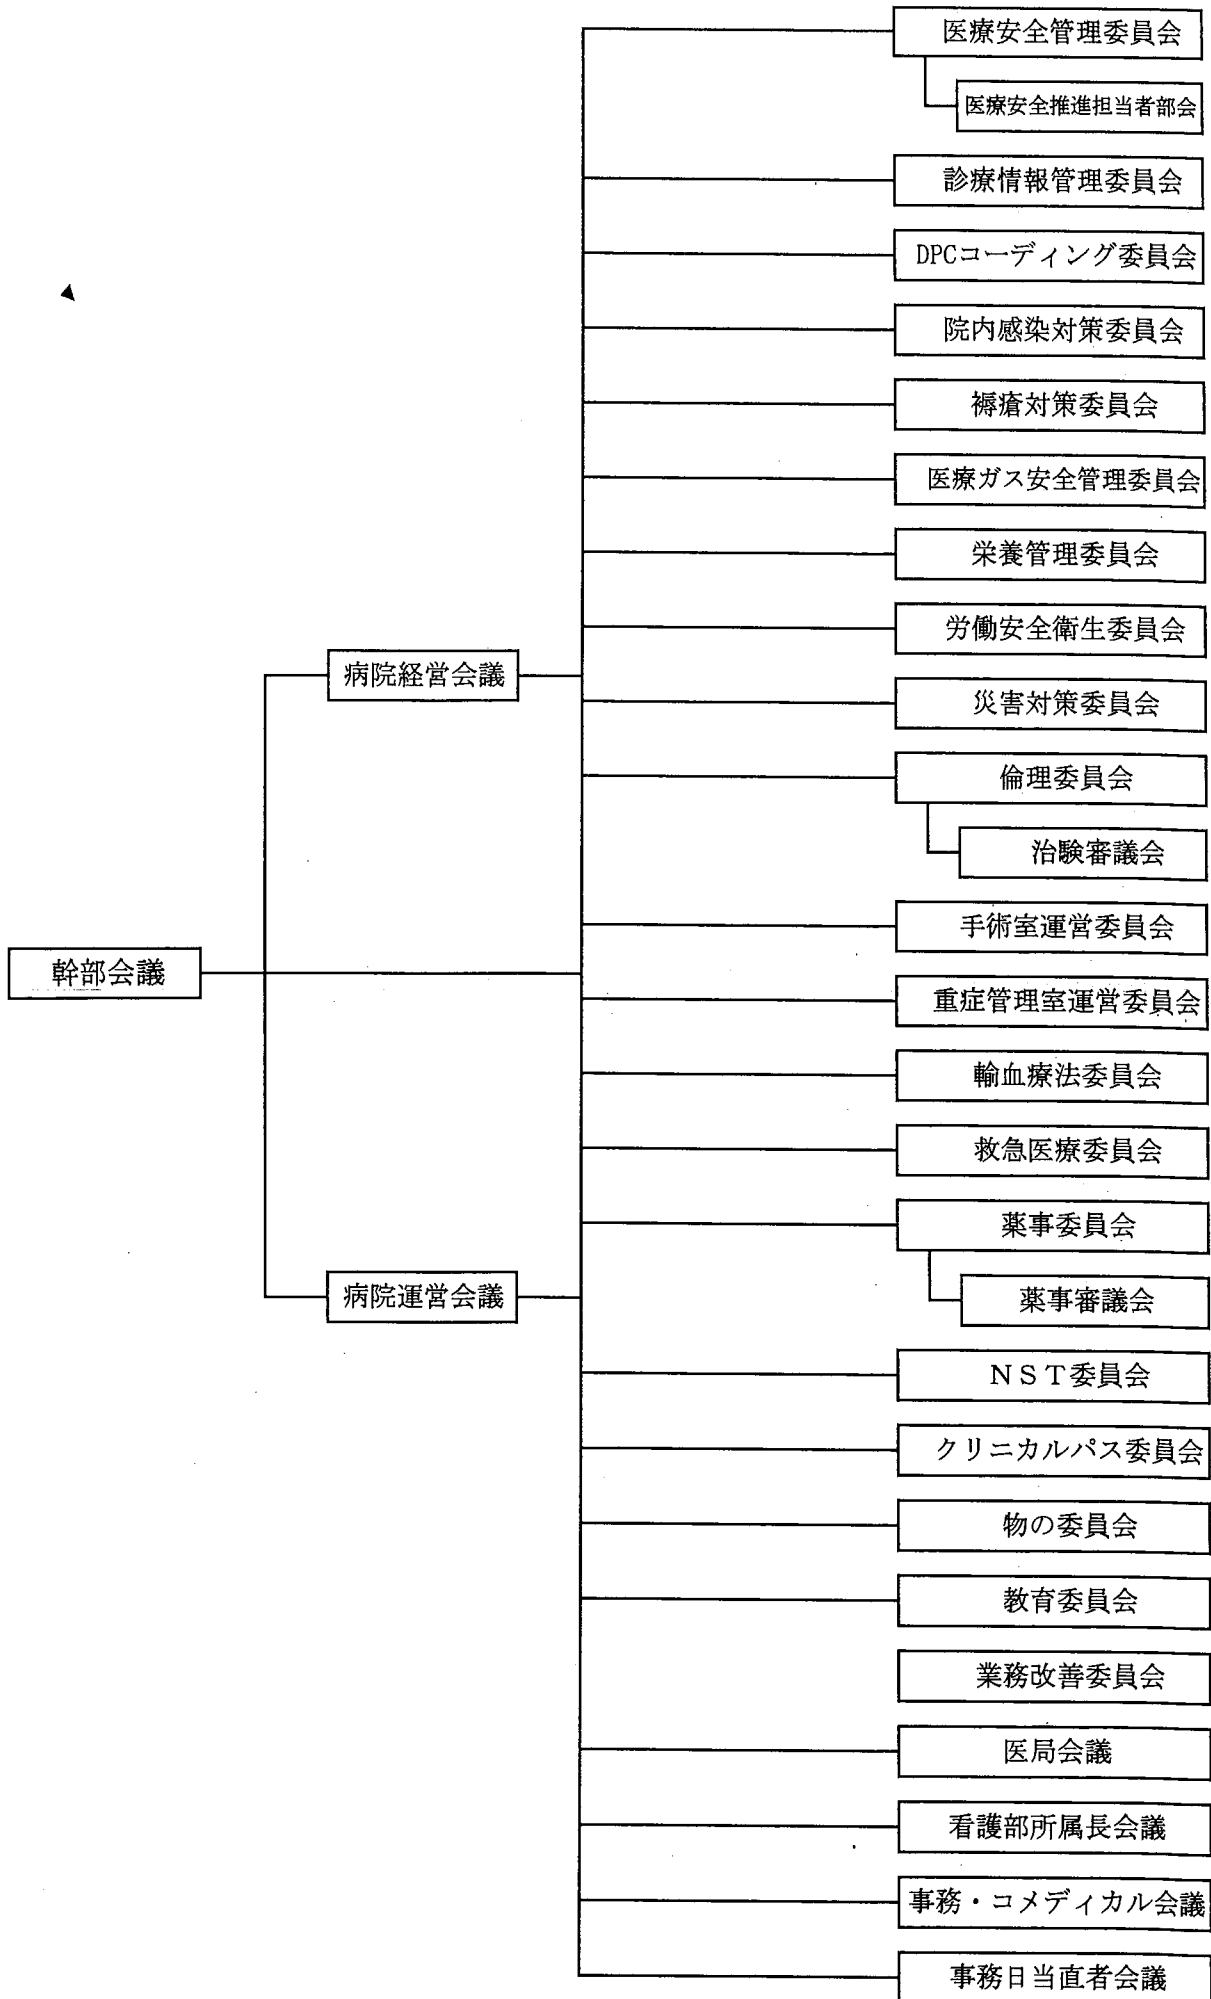 医療安全管理委員会
医療安全推進担当者部会
診療情報管理委員会
DPCコーディング委員会
院内感染対策委員会
褥瘡対策委員会
医療ガス安全管理委員会
栄養管理委員会
労働安全衛生委員会
病院経営会議
災害対策委員会
倫理委員会
治験審議会
手術室運営委員会
幹部会議
重症管理室運営委員会
輸血療法委員会
救急医療委員会
薬事委員会
病院運営会議
薬事審議会
NST委員会
クリニカルパス委員会
物の委員会
教育委員会
業務改善委員会
医局会議
看護部所属長会議
事務・コメディカル会議
事務日当直者会議